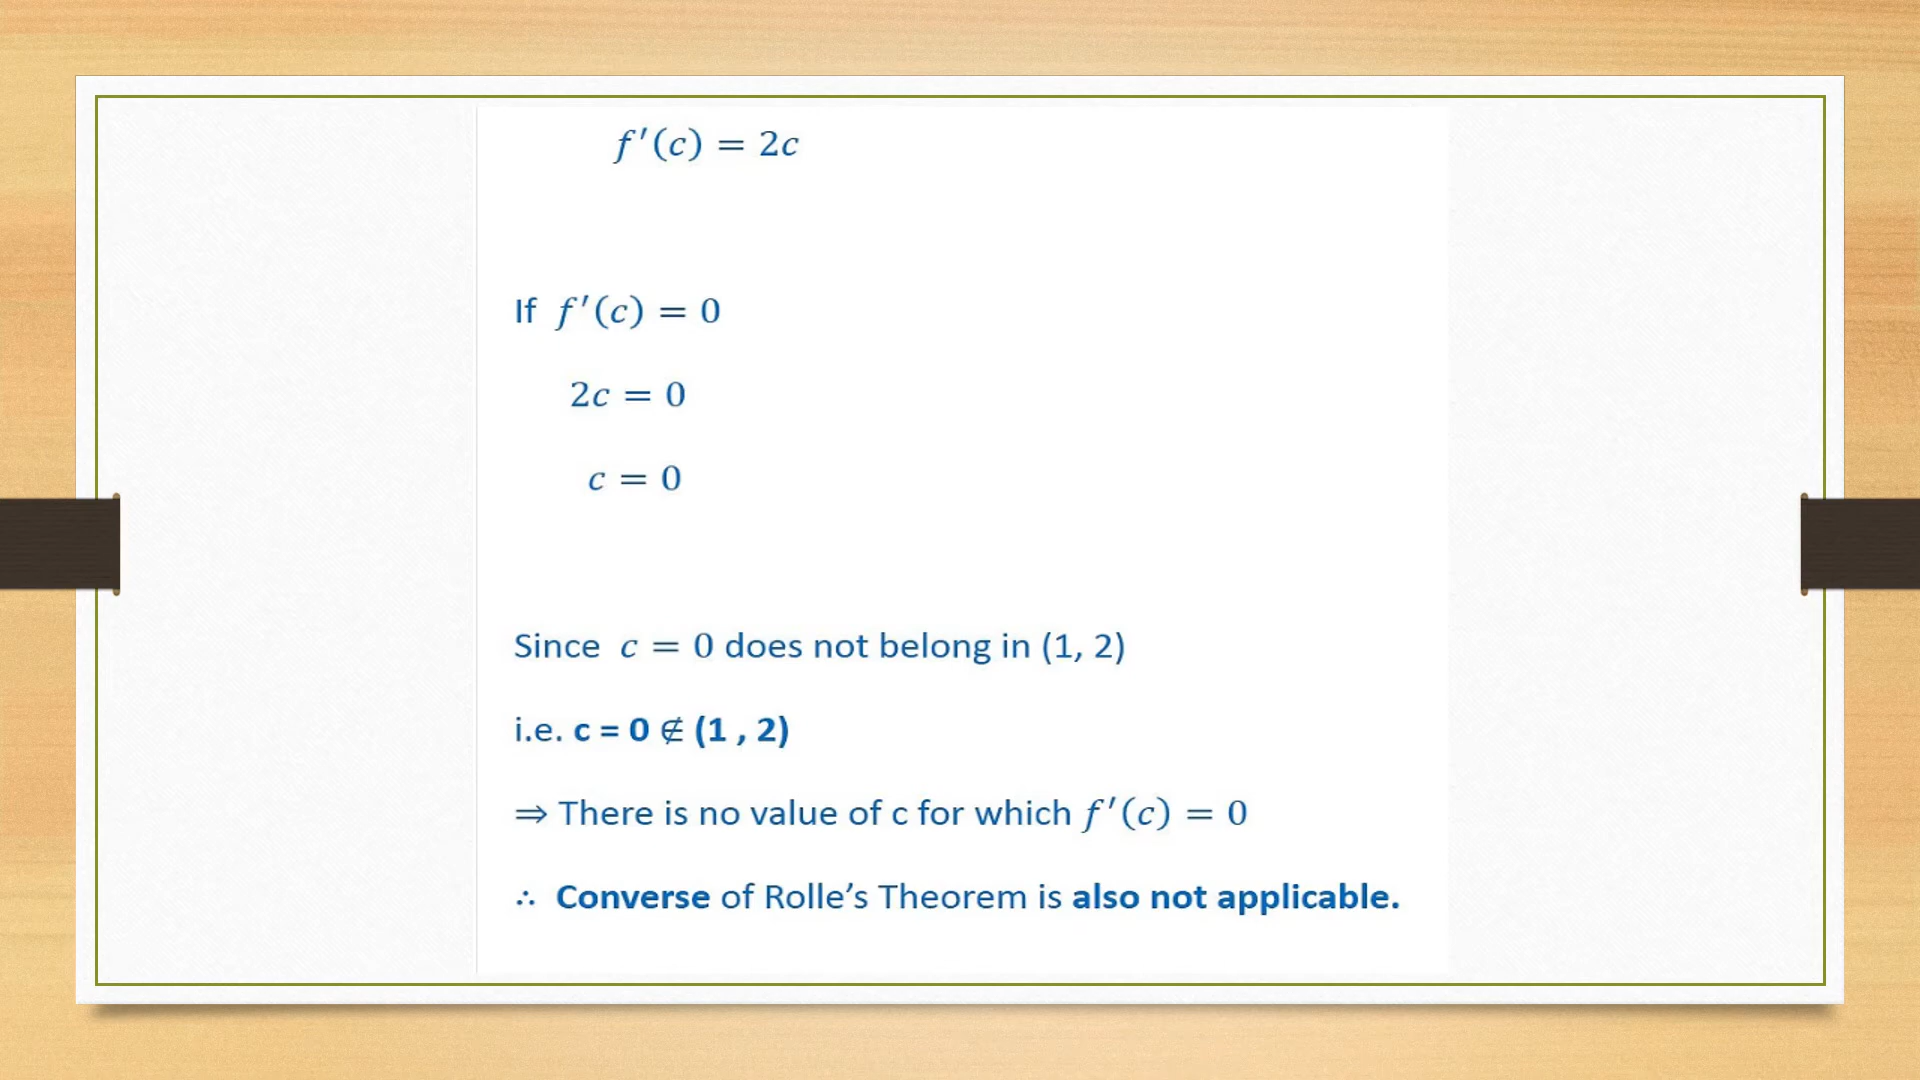 f′(c) = 2c
If f′(c) = 0
2c = 0
c = 0
Since c = 0 does not belong in (1, 2)
i.e. c = 0 ∉ (1 , 2)
⇒ There is no value of c for which f′(c) = 0
∴ Converse of Rolle’s Theorem is also not applicable.